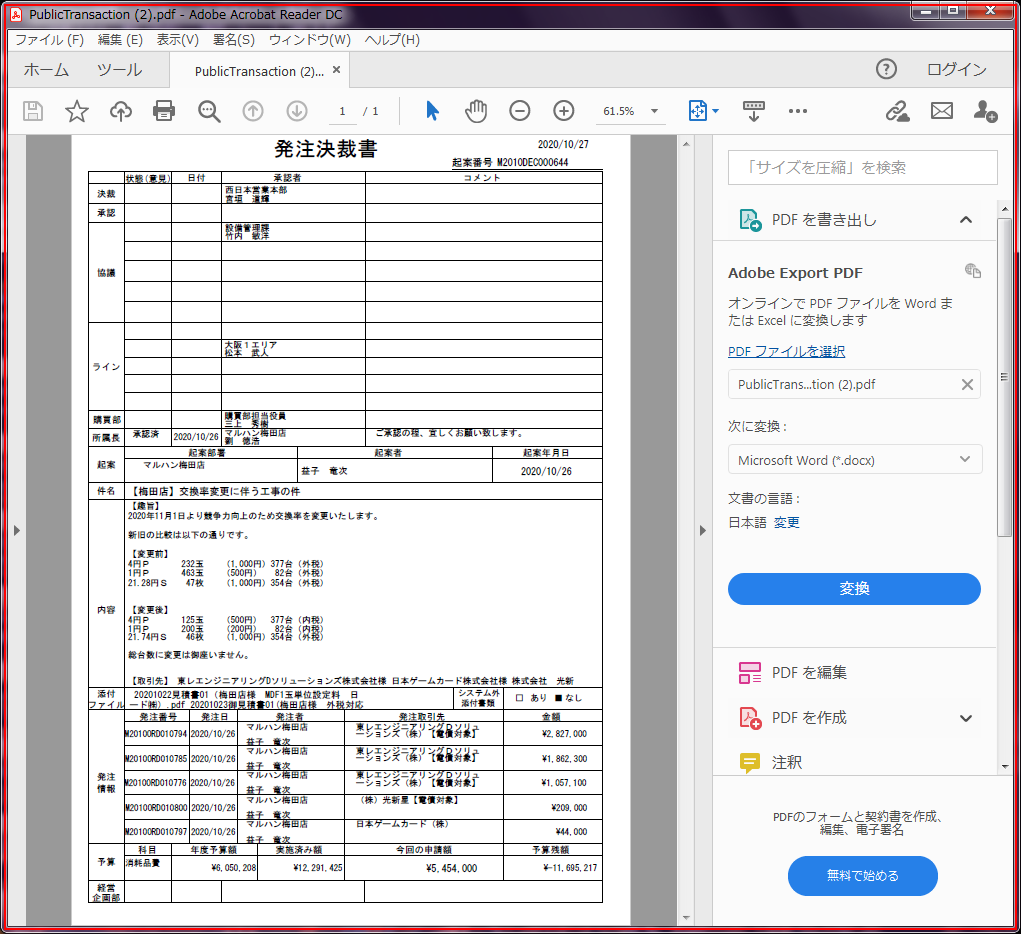 PublicTransaction (2).pdf - Adobe Acrobat Reader DC
ファイル (F) 編集 (E) 表示(V) 署名(S) ウィンドウ(W) ヘルプ(H)
ホーム ツール PublicTransaction (2)... × ? ログイン
1 / 1 61.5%
発注決裁書
2020/10/27
起案番号 M2010DEC000644
状態(意見) 日付 承認者 コメント
決裁 西日本営業本部
宮垣 道輝
承認
設備管理課
竹内 敏洋
協議
大阪１エリア
松本 武人
ライン
購買部 購買部担当役員
三上 秀樹
所属長 承認済 2020/10/26 マルハン梅田店
劉 徳浩
ご承認の程、宜しくお願い致します。
起案 起案部署 起案者 起案年月日
マルハン梅田店 益子 竜次 2020/10/26
件名 【梅田店】交換率変更に伴う工事の件
内容
【趣旨】
2020年11月1日より競争力向上のため交換率を変更いたします。
新旧の比較は以下の通りです。
【変更前】
4円Ｐ 232玉 (1,000円) 377台 (外税)
1円Ｐ 463玉 (500円) 82台 (外税)
21.28円Ｓ 47枚 (1,000円) 354台 (外税)
【変更後】
4円Ｐ 125玉 (500円) 377台 (内税)
1円Ｐ 200玉 (200円) 82台 (内税)
21.74円Ｓ 46枚 (1,000円) 354台 (外税)
総台数に変更は御座いません。
【取引先】 東レエンジニアリングDソリューションズ株式会社様 日本ゲームカード株式会社様 株式会社 光新
添付ファイル 20201022見積書01 (梅田店様 MDF1玉単位設定料 日
ード㈱) .pdf 20201023御見積書01(梅田店様 外税対応
システム外添付書類 □ あり ■ なし
発注情報
発注番号 発注日 発注者 発注取引先 金額
M2010ORD010794 2020/10/26 マルハン梅田店 益子 竜次 東レエンジニアリングＤソリューションズ (株) 【電債対象】 ¥2,827,000
M2010ORD010785 2020/10/26 マルハン梅田店 益子 竜次 東レエンジニアリングＤソリューションズ (株) 【電債対象】 ¥1,862,300
M2010ORD010776 2020/10/26 マルハン梅田店 益子 竜次 東レエンジニアリングＤソリューションズ (株) 【電債対象】 ¥1,057,100
M2010ORD010800 2020/10/26 マルハン梅田店 益子 竜次 (株) 光新星【電債対象】 ¥209,000
M2010ORD010797 2020/10/26 マルハン梅田店 益子 竜次 日本ゲームカード (株) ¥44,000
予算 科目 年度予算額 実施済み額 今回の申請額 予算残額
消耗品費 ¥6,050,208 ¥12,291,425 ¥5,454,000 ¥-11,695,217
経営企画部
「サイズを圧縮」を検索
PDF を書き出し
Adobe Export PDF
オンラインで PDF ファイルを Word または Excel に変換します
PDF ファイルを選択
PublicTrans...tion (2).pdf
次に変換 :
Microsoft Word (*.docx)
文書の言語 :
日本語 変更
変換
PDF を編集
PDF を作成
注釈
PDFのフォームと契約書を作成、
編集、電子署名
無料で始める